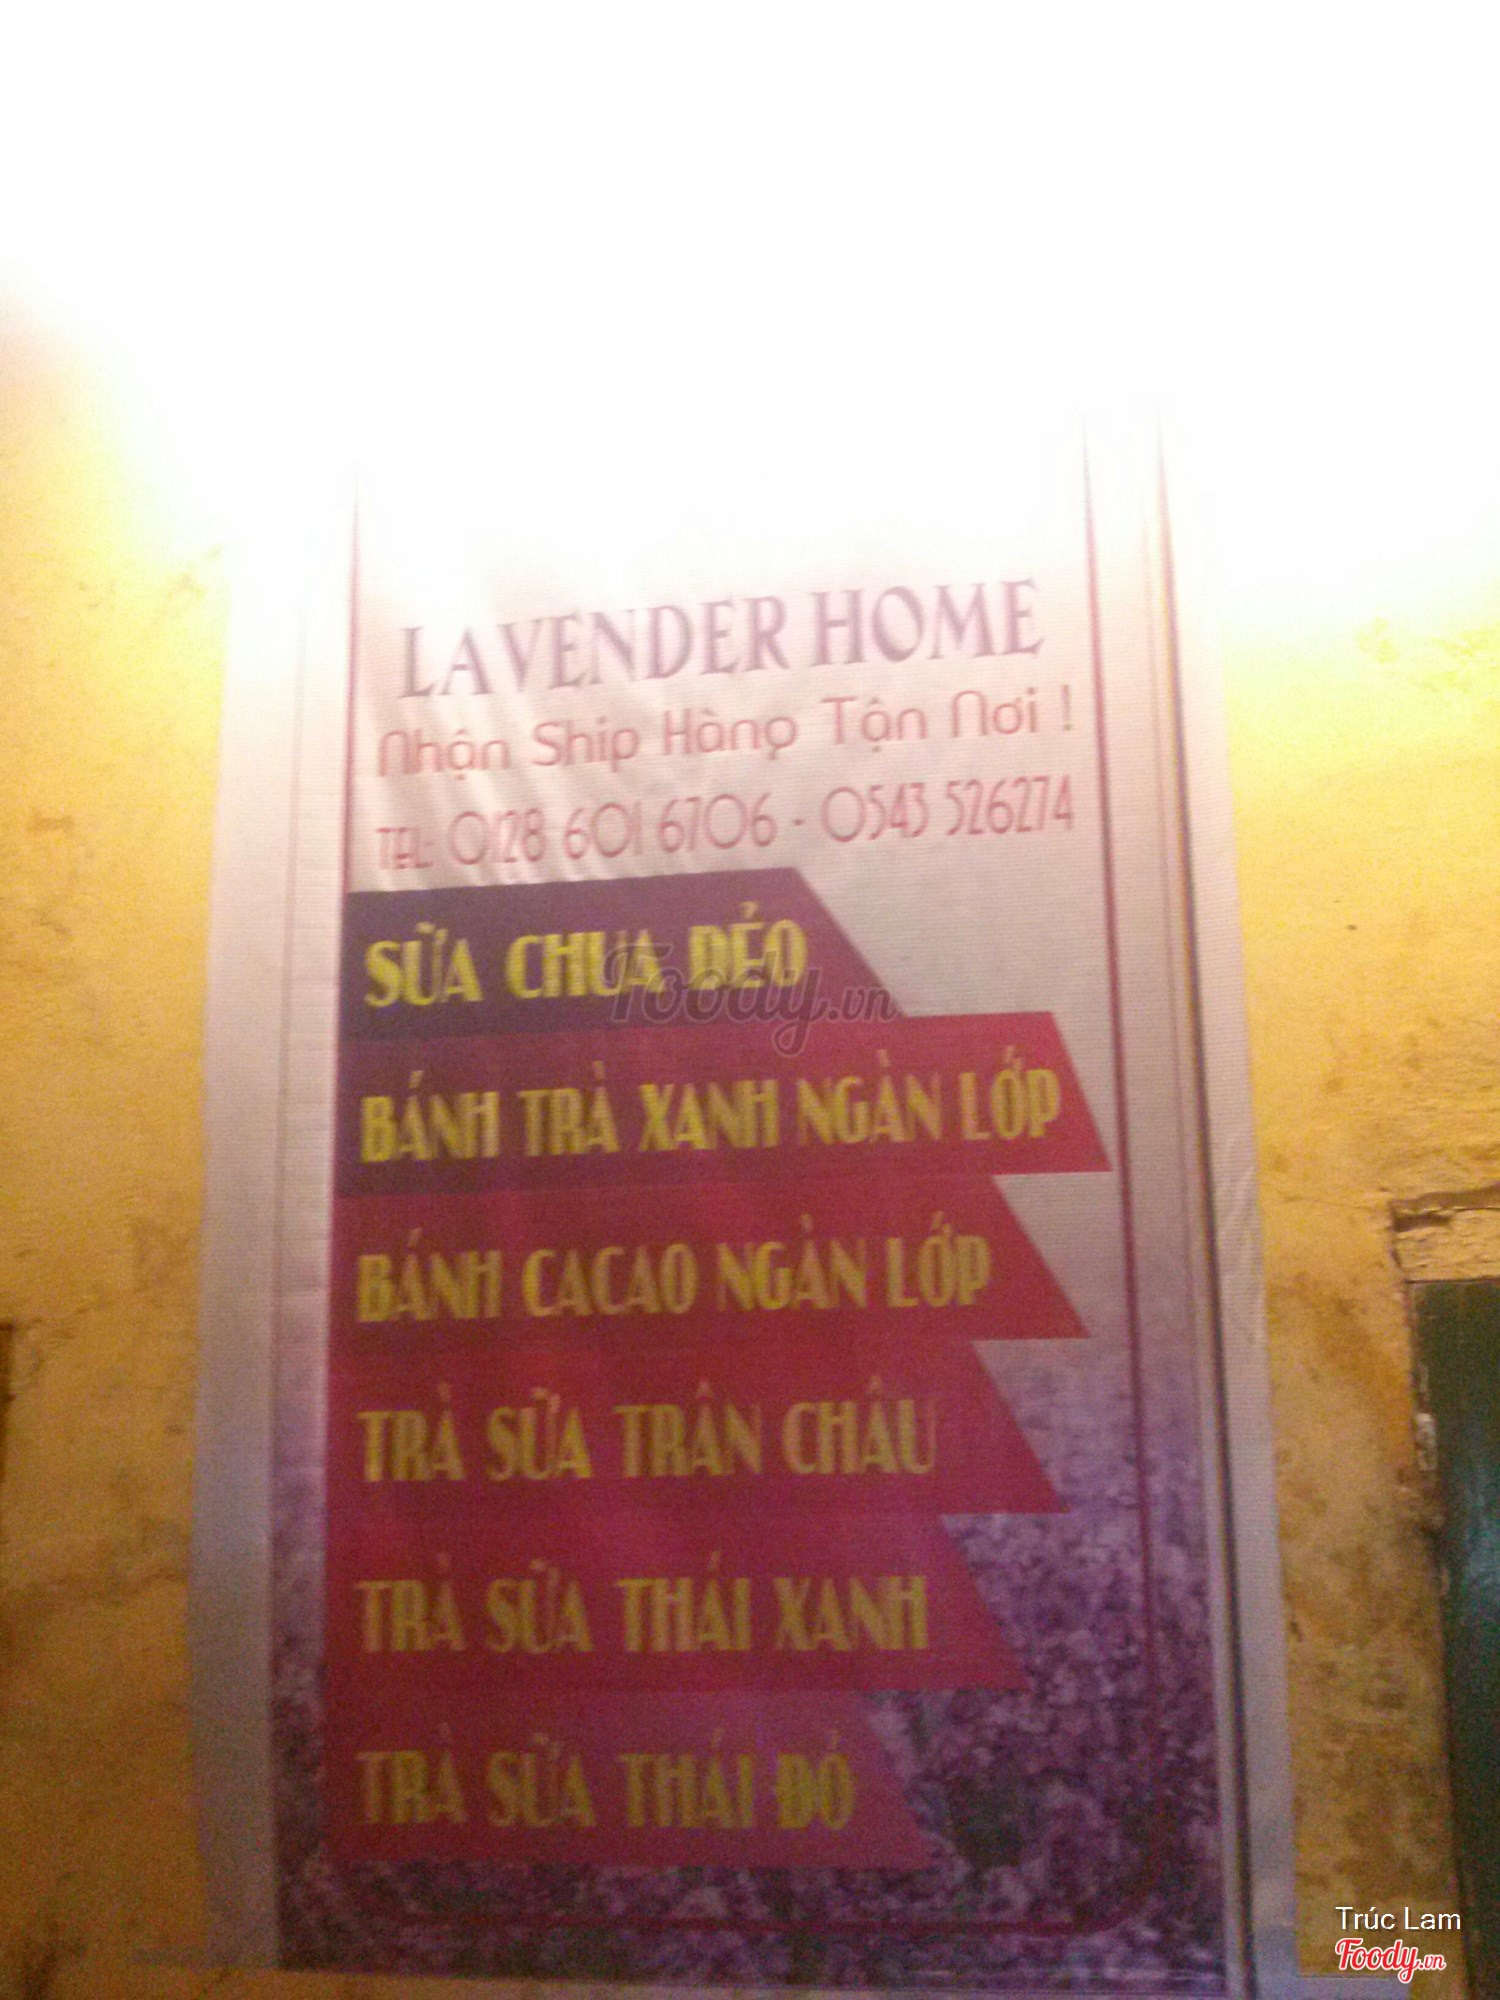 LAVENDER HOME
Nhận Ship Hàng Tận Nơi !
TEL: 0128 601 6706 - 0543 526274
SỮA CHUA DẺO
Foody.vn
BÁNH TRÀ XANH NGÀN LỚP
BÁNH CACAO NGÀN LỚP
TRÀ SỮA TRÂN CHÂU
TRÀ SỮA THÁI XANH
TRÀ SỮA THÁI ĐỎ
Trúc Lam
Foody.vn